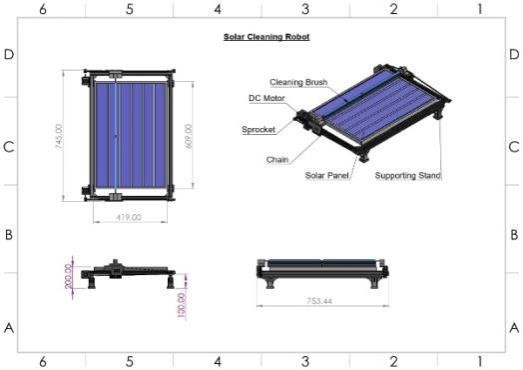 6 5 4 3 2 1
Solar Cleaning Robot
D D
Cleaning Brush
DC Motor
745.00
609.00
Sprocket
C C
Chain
Solar Panel Supporting Stand
419.00
B B
200.00
100.00
753.44
A A
6 5 4 3 2 1